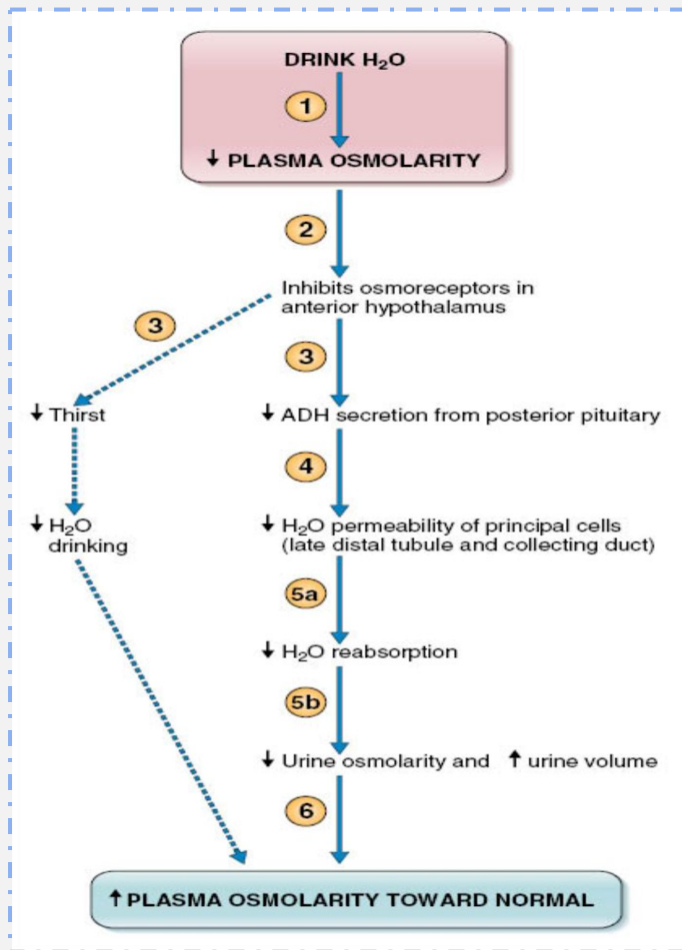 DRINK H₂O
1
↓ PLASMA OSMOLARITY
2
Inhibits osmoreceptors in
anterior hypothalamus
3
3
↓ Thirst
↓ ADH secretion from posterior pituitary
4
↓ H₂O
drinking
↓ H₂O permeability of principal cells
(late distal tubule and collecting duct)
5a
↓ H₂O reabsorption
5b
↓ Urine osmolarity and ↑ urine volume
6
↑ PLASMA OSMOLARITY TOWARD NORMAL